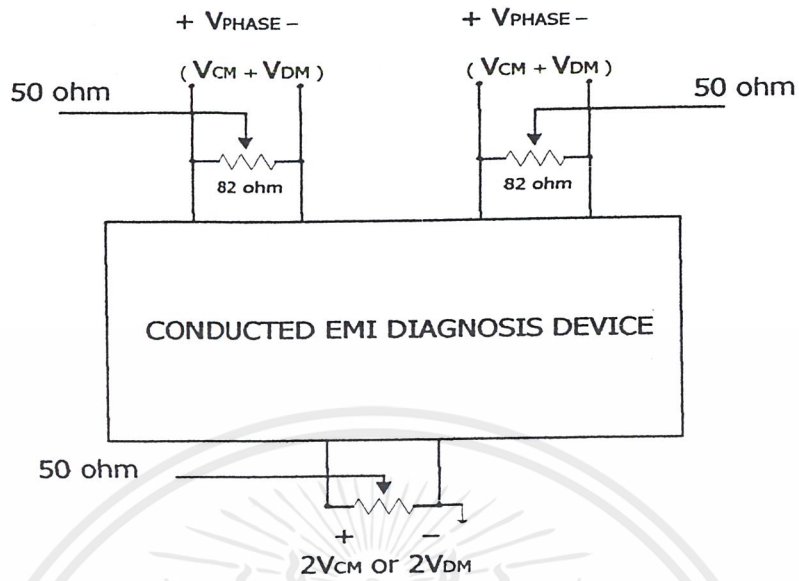 + VPHASE -
+ VPHASE -
( VCM + VDM )
( VCM + VDM )
50 ohm
50 ohm
82 ohm
82 ohm
CONDUCTED EMI DIAGNOSIS DEVICE
50 ohm
+ -
2VCM or 2VDM